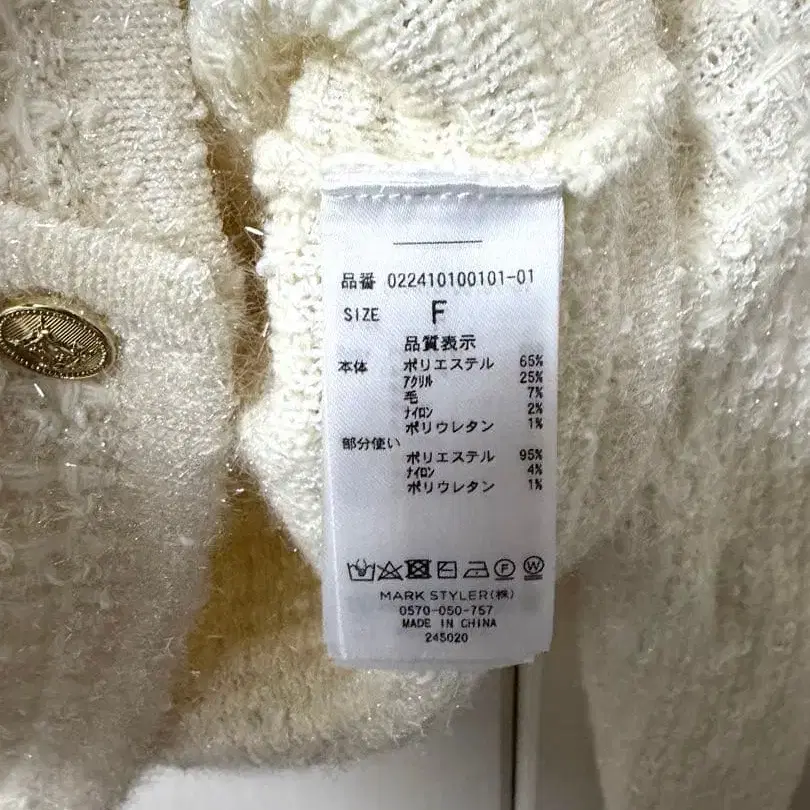 品番 022410100101-01
SIZE F
品質表示
本体 ポリエステル 65%
アクリル 25%
毛 7%
ナイロン 2%
ポリウレタン 1%
部分使い
ポリエステル 95%
ナイロン 4%
ポリウレタン 1%
F W
MARK STYLER(株)
0570-050-757
MADE IN CHINA
245020